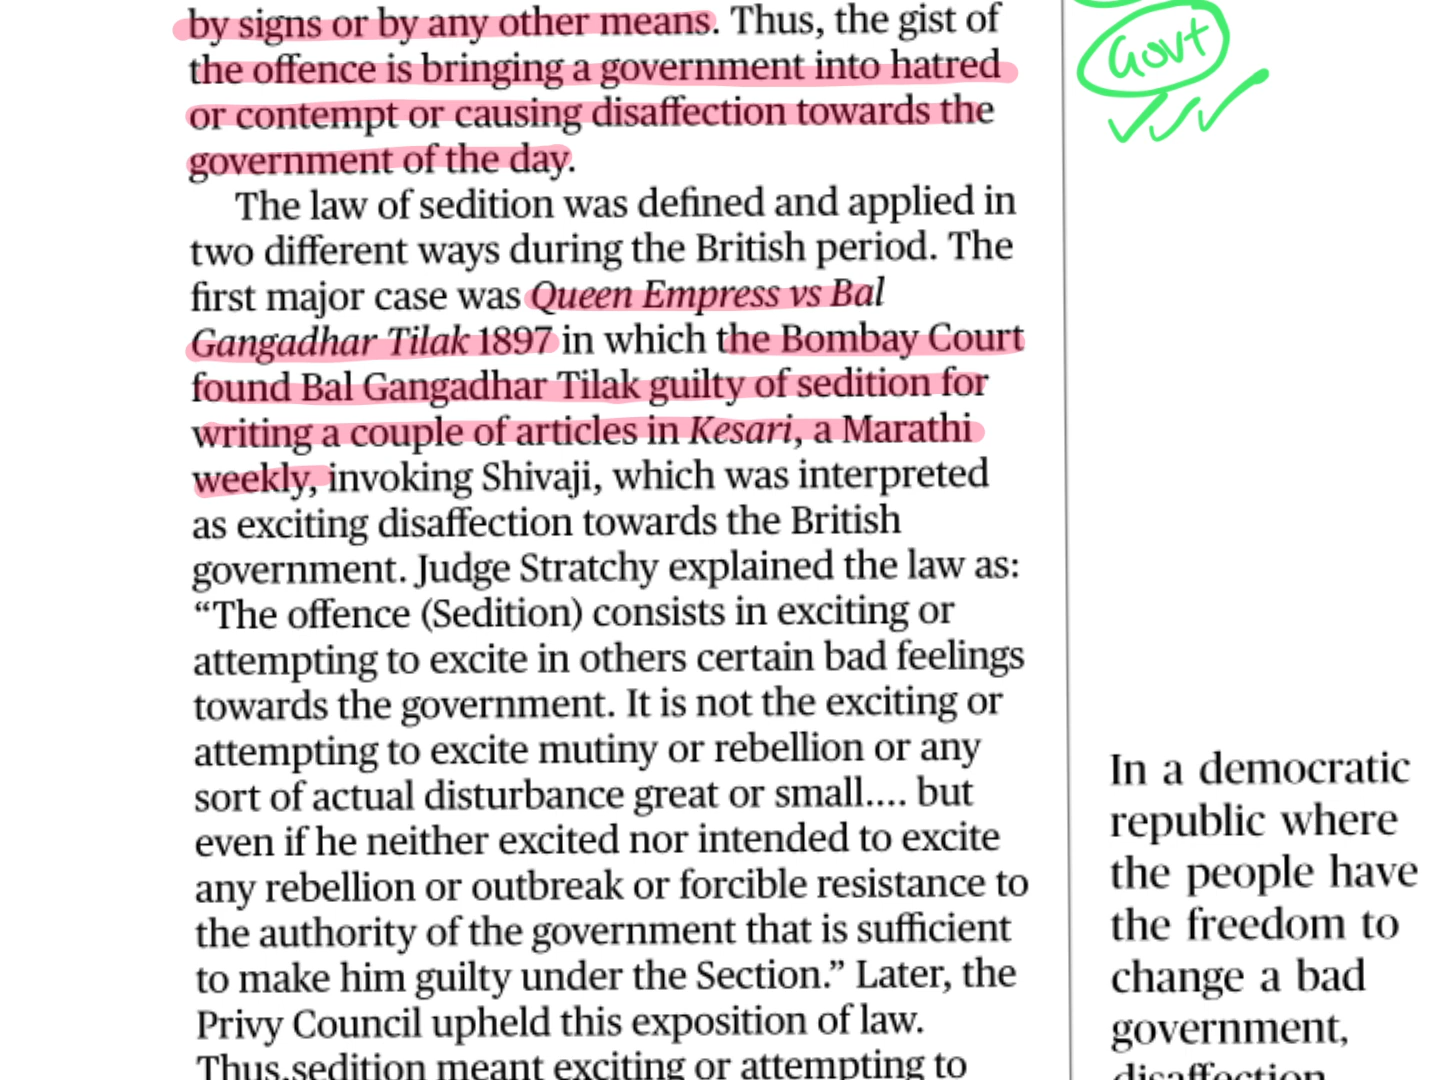 by signs or by any other means. Thus, the gist of
the offence is bringing a government into hatred
or contempt or causing disaffection towards the
government of the day.
The law of sedition was defined and applied in
two different ways during the British period. The
first major case was Queen Empress vs Bal
Gangadhar Tilak 1897 in which the Bombay Court
found Bal Gangadhar Tilak guilty of sedition for
writing a couple of articles in Kesari, a Marathi
weekly, invoking Shivaji, which was interpreted
as exciting disaffection towards the British
government. Judge Stratchy explained the law as:
“The offence (Sedition) consists in exciting or
attempting to excite in others certain bad feelings
towards the government. It is not the exciting or
attempting to excite mutiny or rebellion or any
sort of actual disturbance great or small.... but
even if he neither excited nor intended to excite
any rebellion or outbreak or forcible resistance to
the authority of the government that is sufficient
to make him guilty under the Section.” Later, the
Privy Council upheld this exposition of law.
Thus,sedition meant exciting or attempting to
Govt
In a democratic
republic where
the people have
the freedom to
change a bad
government,
disaffection